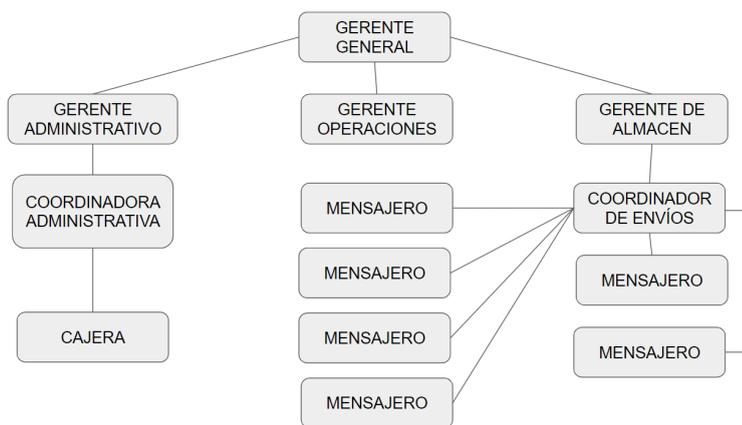 GERENTE
GENERAL
GERENTE
ADMINISTRATIVO
GERENTE
OPERACIONES
GERENTE DE
ALMACEN
COORDINADORA
ADMINISTRATIVA
MENSAJERO
COORDINADOR
DE ENVÍOS
MENSAJERO
MENSAJERO
CAJERA
MENSAJERO
MENSAJERO
MENSAJERO